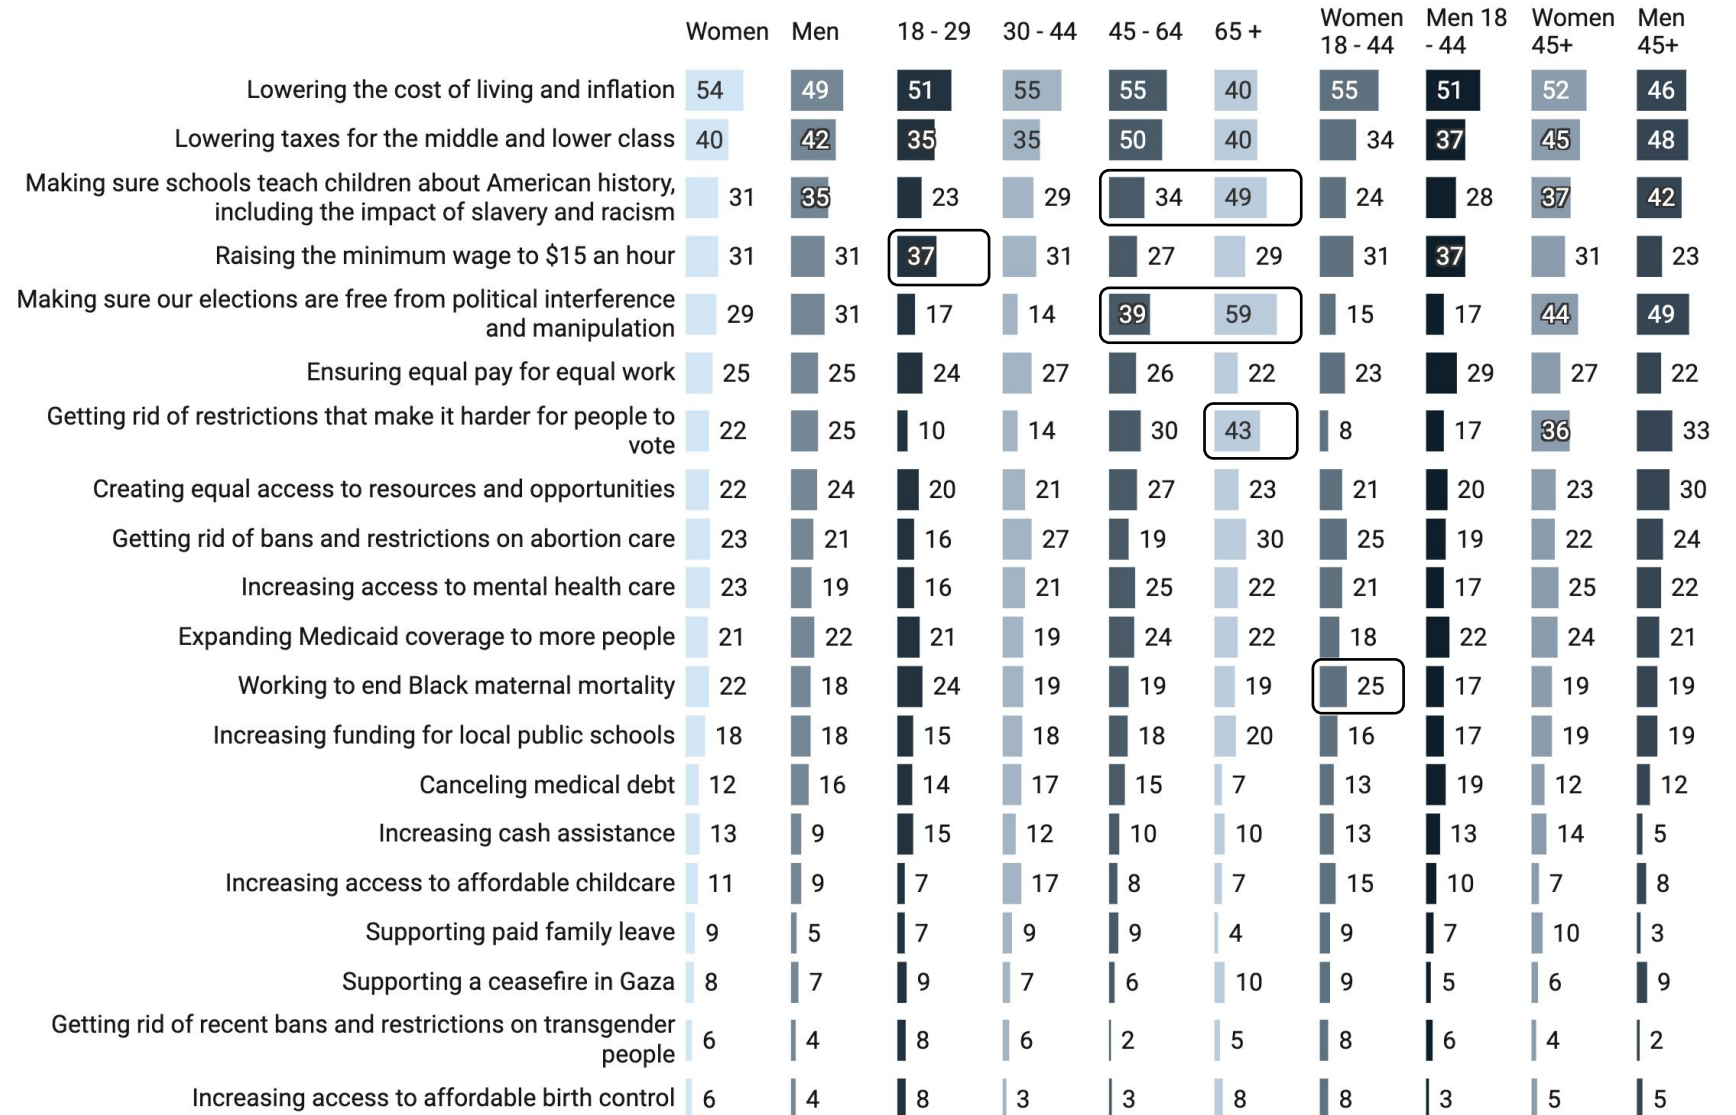 Women Men 18 - 29 30 - 44 45 - 64 65 + Women 18 - 44 Men 18 - 44 Women 45+ Men 45+
Lowering the cost of living and inflation 54 49 51 55 55 40 55 51 52 46
Lowering taxes for the middle and lower class 40 42 35 35 50 40 34 37 45 48
Making sure schools teach children about American history,
including the impact of slavery and racism 31 35 23 29 34 49 24 28 37 42
Raising the minimum wage to $15 an hour 31 31 37 31 27 29 31 37 31 23
Making sure our elections are free from political interference
and manipulation 29 31 17 14 39 59 15 17 44 49
Ensuring equal pay for equal work 25 25 24 27 26 22 23 29 27 22
Getting rid of restrictions that make it harder for people to
vote 22 25 10 14 30 43 8 17 36 33
Creating equal access to resources and opportunities 22 24 20 21 27 23 21 20 23 30
Getting rid of bans and restrictions on abortion care 23 21 16 27 19 30 25 19 22 24
Increasing access to mental health care 23 19 16 21 25 22 21 17 25 22
Expanding Medicaid coverage to more people 21 22 21 19 24 22 18 22 24 21
Working to end Black maternal mortality 22 18 24 19 19 19 25 17 19 19
Increasing funding for local public schools 18 18 15 18 18 20 16 17 19 19
Canceling medical debt 12 16 14 17 15 7 13 19 12 12
Increasing cash assistance 13 9 15 12 10 10 13 13 14 5
Increasing access to affordable childcare 11 9 7 17 8 7 15 10 7 8
Supporting paid family leave 9 5 7 9 9 4 9 7 10 3
Supporting a ceasefire in Gaza 8 7 9 7 6 10 9 5 6 9
Getting rid of recent bans and restrictions on transgender
people 6 4 8 6 2 5 8 6 4 2
Increasing access to affordable birth control 6 4 8 3 3 8 8 3 5 5